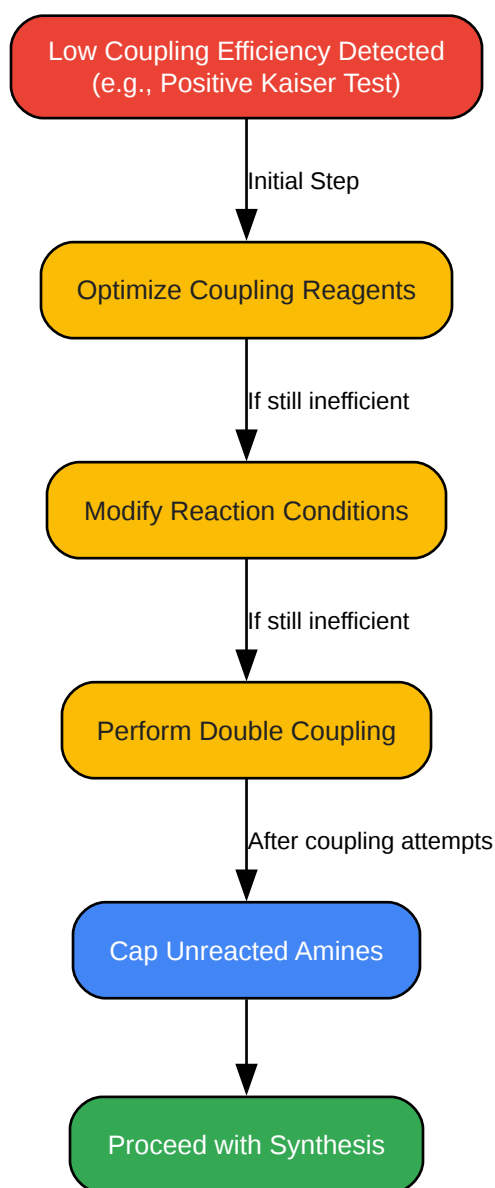 Low Coupling Efficiency Detected
(e.g., Positive Kaiser Test)
Initial Step
Optimize Coupling Reagents
If still inefficient
Modify Reaction Conditions
If still inefficient
Perform Double Coupling
After coupling attempts
Cap Unreacted Amines
Proceed with Synthesis